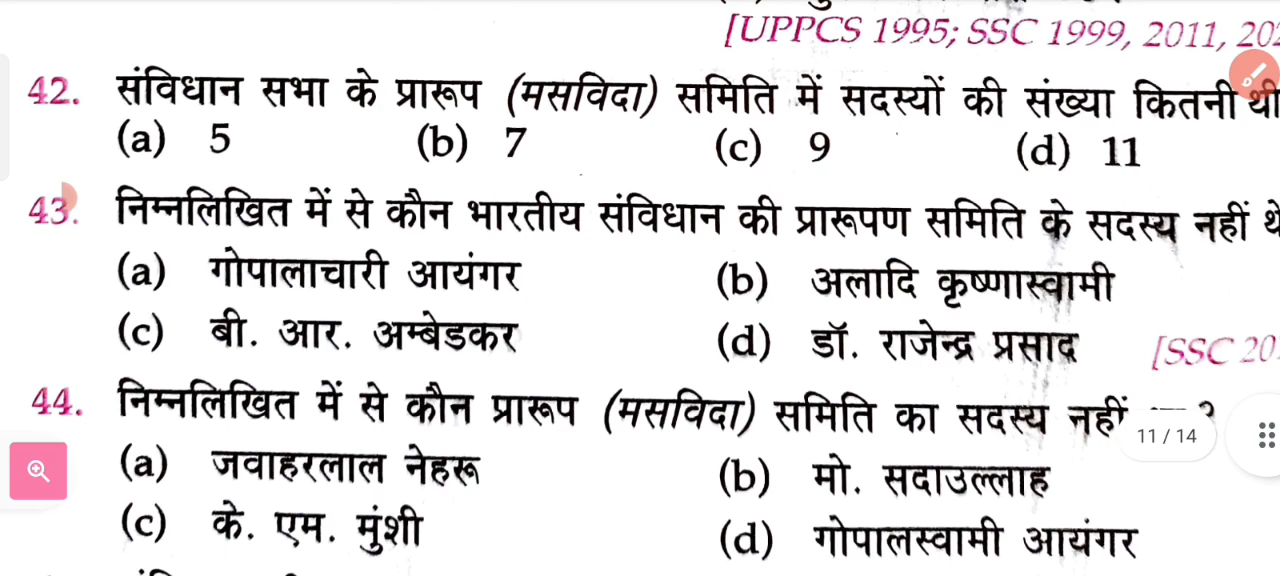 [UPPCS 1995; SSC 1999, 2011, 20
42. संविधान सभा के प्रारूप (मसविदा) समिति में सदस्यों की संख्या कितनी थी
(a) 5 (b) 7 (c) 9 (d) 11
43. निम्नलिखित में से कौन भारतीय संविधान की प्रारूपण समिति के सदस्य नहीं थे
(a) गोपालाचारी आयंगर (b) अलादि कृष्णास्वामी
(c) बी. आर. अम्बेडकर (d) डॉ. राजेन्द्र प्रसाद [SSC 20
44. निम्नलिखित में से कौन प्रारूप (मसविदा) समिति का सदस्य नहीं ?
11 / 14
(a) जवाहरलाल नेहरू (b) मो. सदाउल्लाह
(c) के. एम. मुंशी (d) गोपालस्वामी आयंगर